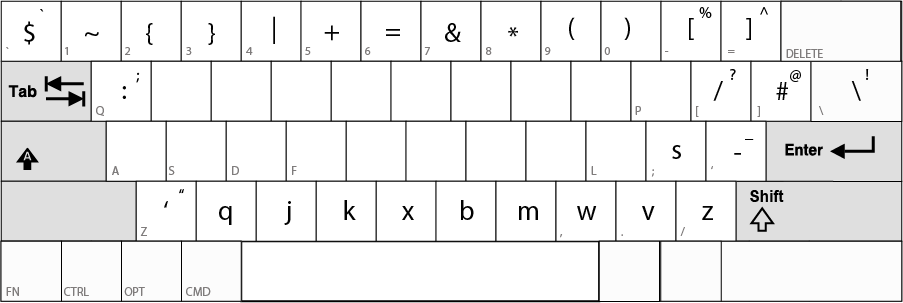 $ ` ` ~ 1 { 2 } 3 | 4 + 5 = 6 & 7 * 8 ( 9 ) 0 [ % - ] ^ = DELETE
Tab : ; Q P / ? [ # @ ] \ ! \
A A S D F L s ; - _ ' Enter
‘ “ Z q j k x b m w , v . z / Shift
FN CTRL OPT CMD